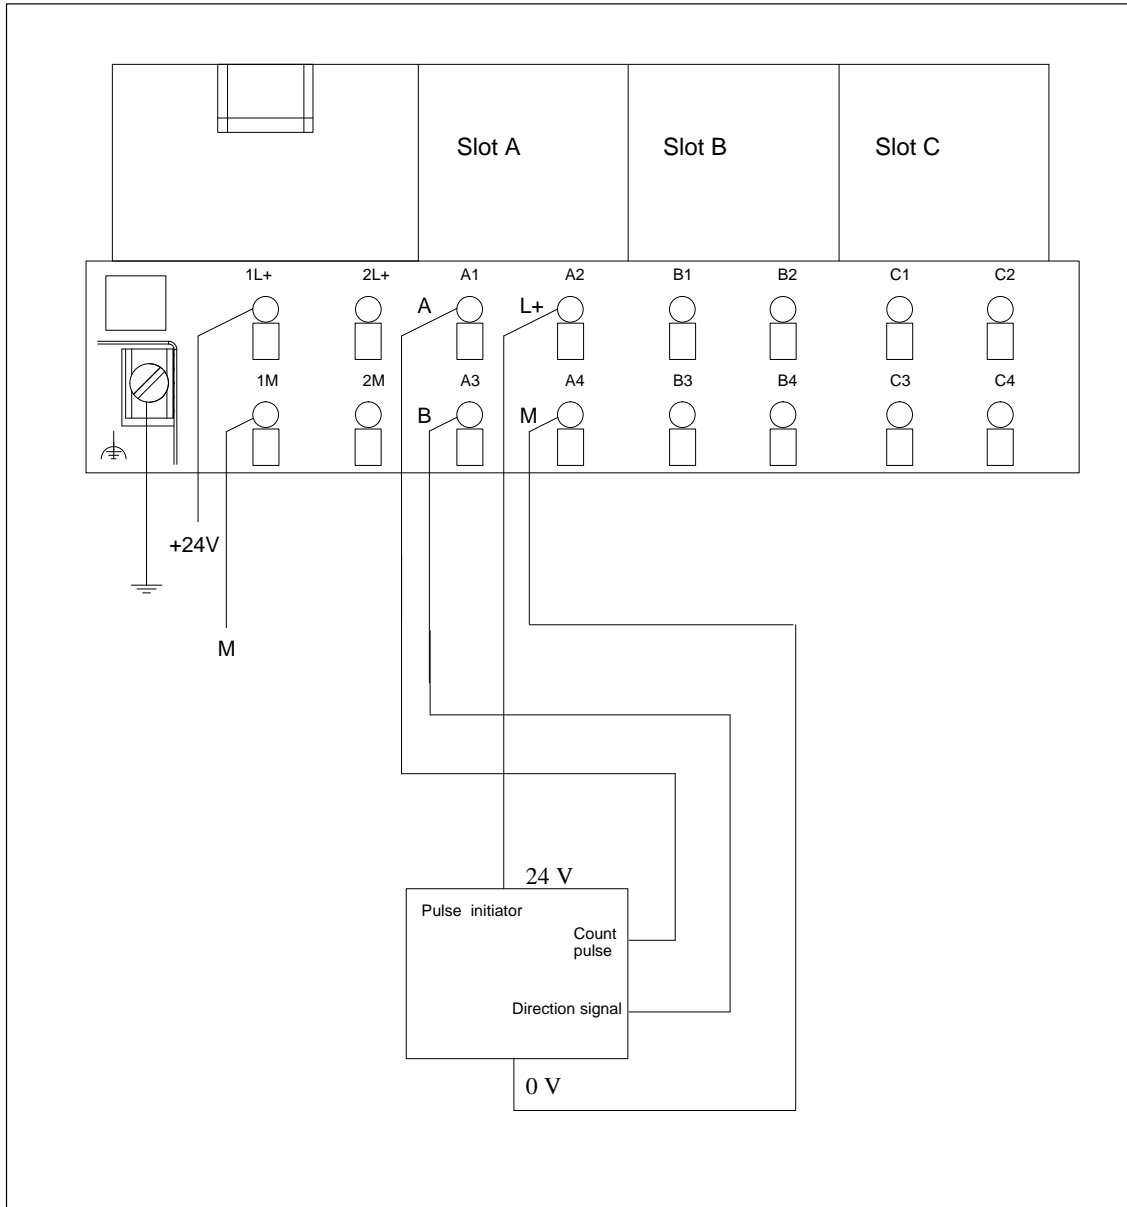 Slot A
Slot B
Slot C
1L+
2L+
A1
A2
B1
B2
C1
C2
A
L+
1M
2M
A3
A4
B3
B4
C3
C4
B
M
+24V
M
24 V
Pulse initiator
Count
pulse
Direction signal
0 V